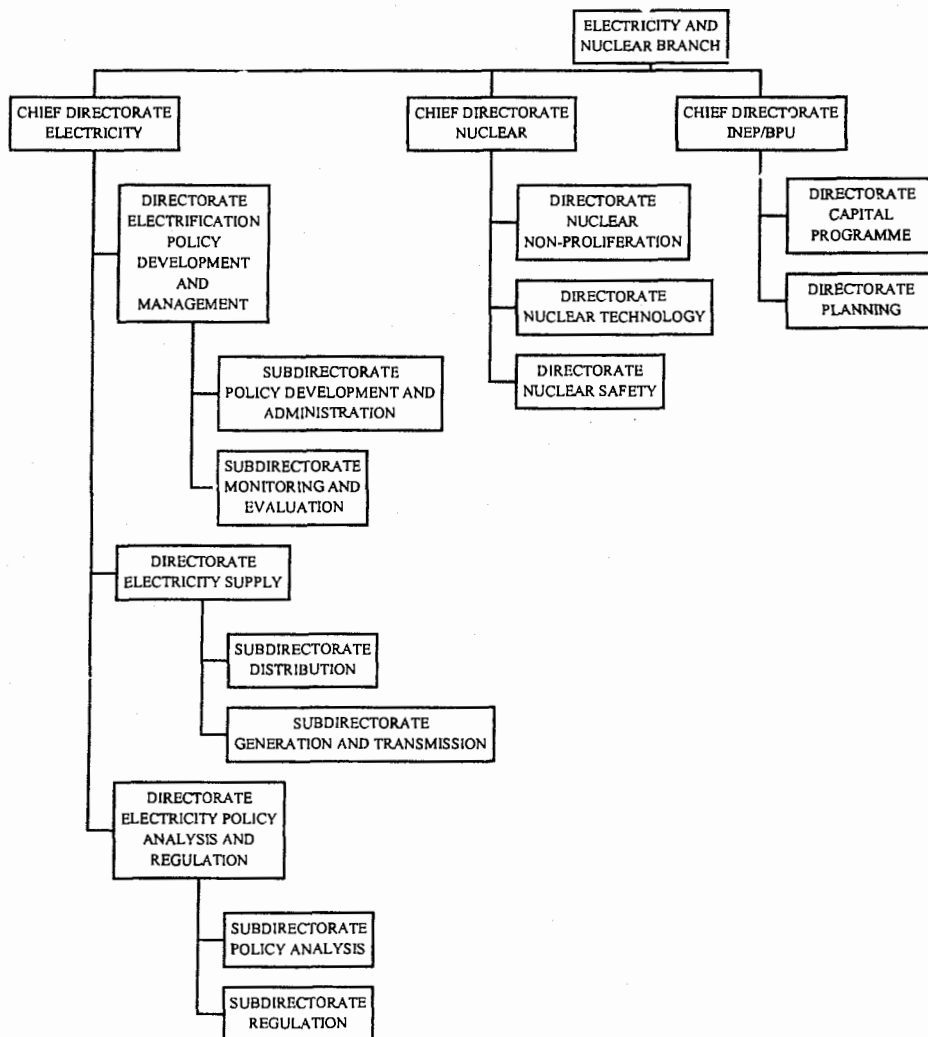 ELECTRICITY AND
NUCLEAR BRANCH
CHIEF DIRECTORATE
ELECTRICITY
DIRECTORATE
ELECTRIFICATION
POLICY
DEVELOPMENT
AND
MANAGEMENT
SUBDIRECTORATE
POLICY DEVELOPMENT AND
ADMINISTRATION
SUBDIRECTORATE
MONITORING AND
EVALUATION
DIRECTORATE
ELECTRICITY SUPPLY
SUBDIRECTORATE
DISTRIBUTION
SUBDIRECTORATE
GENERATION AND TRANSMISSION
DIRECTORATE
ELECTRICITY POLICY
ANALYSIS AND
REGULATION
SUBDIRECTORATE
POLICY ANALYSIS
SUBDIRECTORATE
REGULATION
CHIEF DIRECTORATE
NUCLEAR
DIRECTORATE
NUCLEAR
NON-PROLIFERATION
DIRECTORATE
NUCLEAR TECHNOLOGY
DIRECTORATE
NUCLEAR SAFETY
CHIEF DIRECTORATE
INEP/BPU
DIRECTORATE
CAPITAL
PROGRAMME
DIRECTORATE
PLANNING